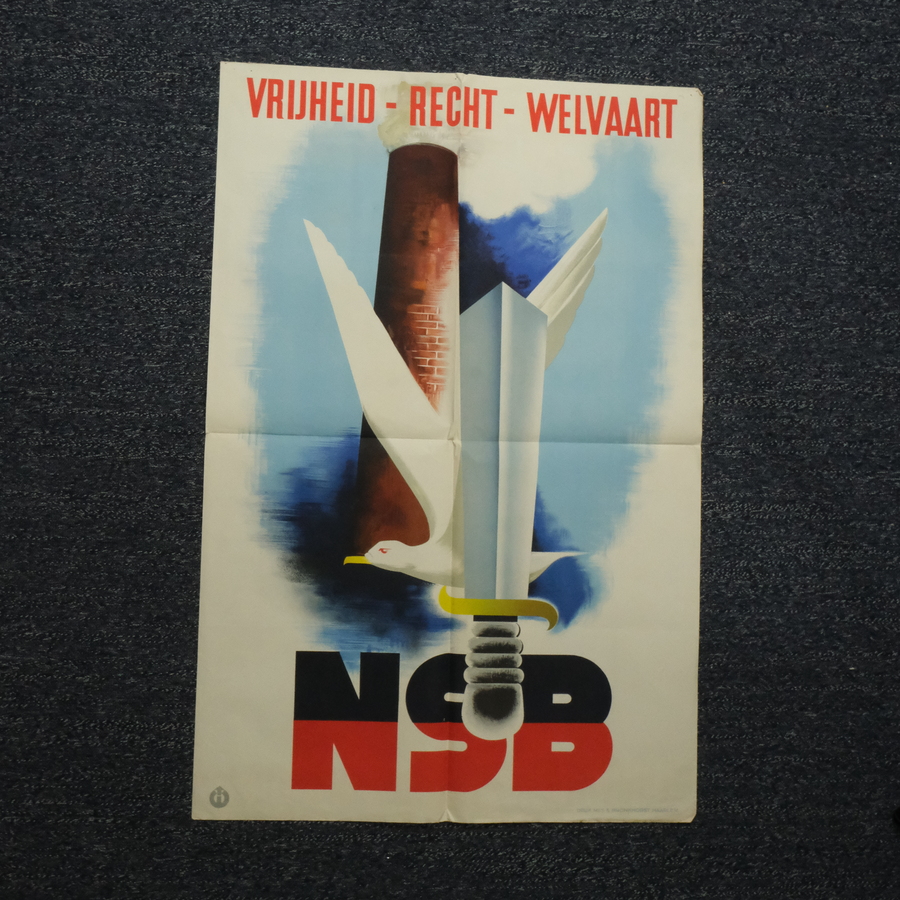 VRIJHEID - RECHT - WELVAART
NSB